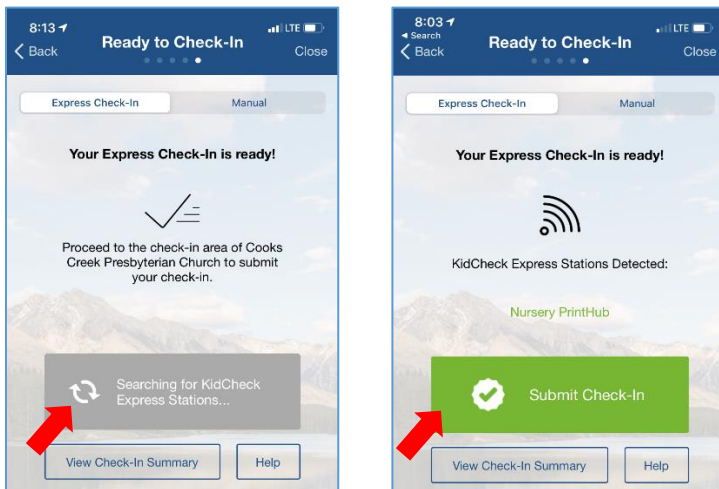 8:13
LTE
Back
Ready to Check-In
Close
Express Check-In
Manual
Your Express Check-In is ready!
Proceed to the check-in area of Cooks
Creek Presbyterian Church to submit
your check-in.
Searching for KidCheck
Express Stations...
View Check-In Summary
Help
8:03
LTE
Search
Back
Ready to Check-In
Close
Express Check-In
Manual
Your Express Check-In is ready!
KidCheck Express Stations Detected:
Nursery PrintHub
Submit Check-In
View Check-In Summary
Help